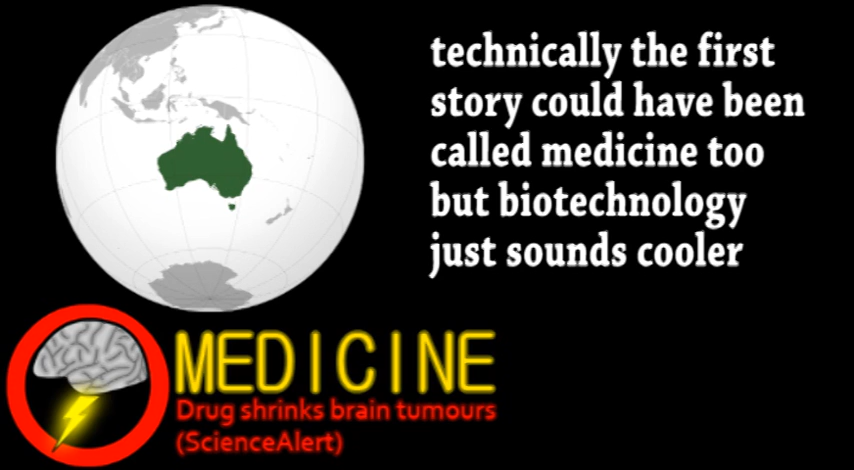 technically the first
story could have been
called medicine too
but biotechnology
just sounds cooler
MEDICINE
Drug shrinks brain tumours
(ScienceAlert)